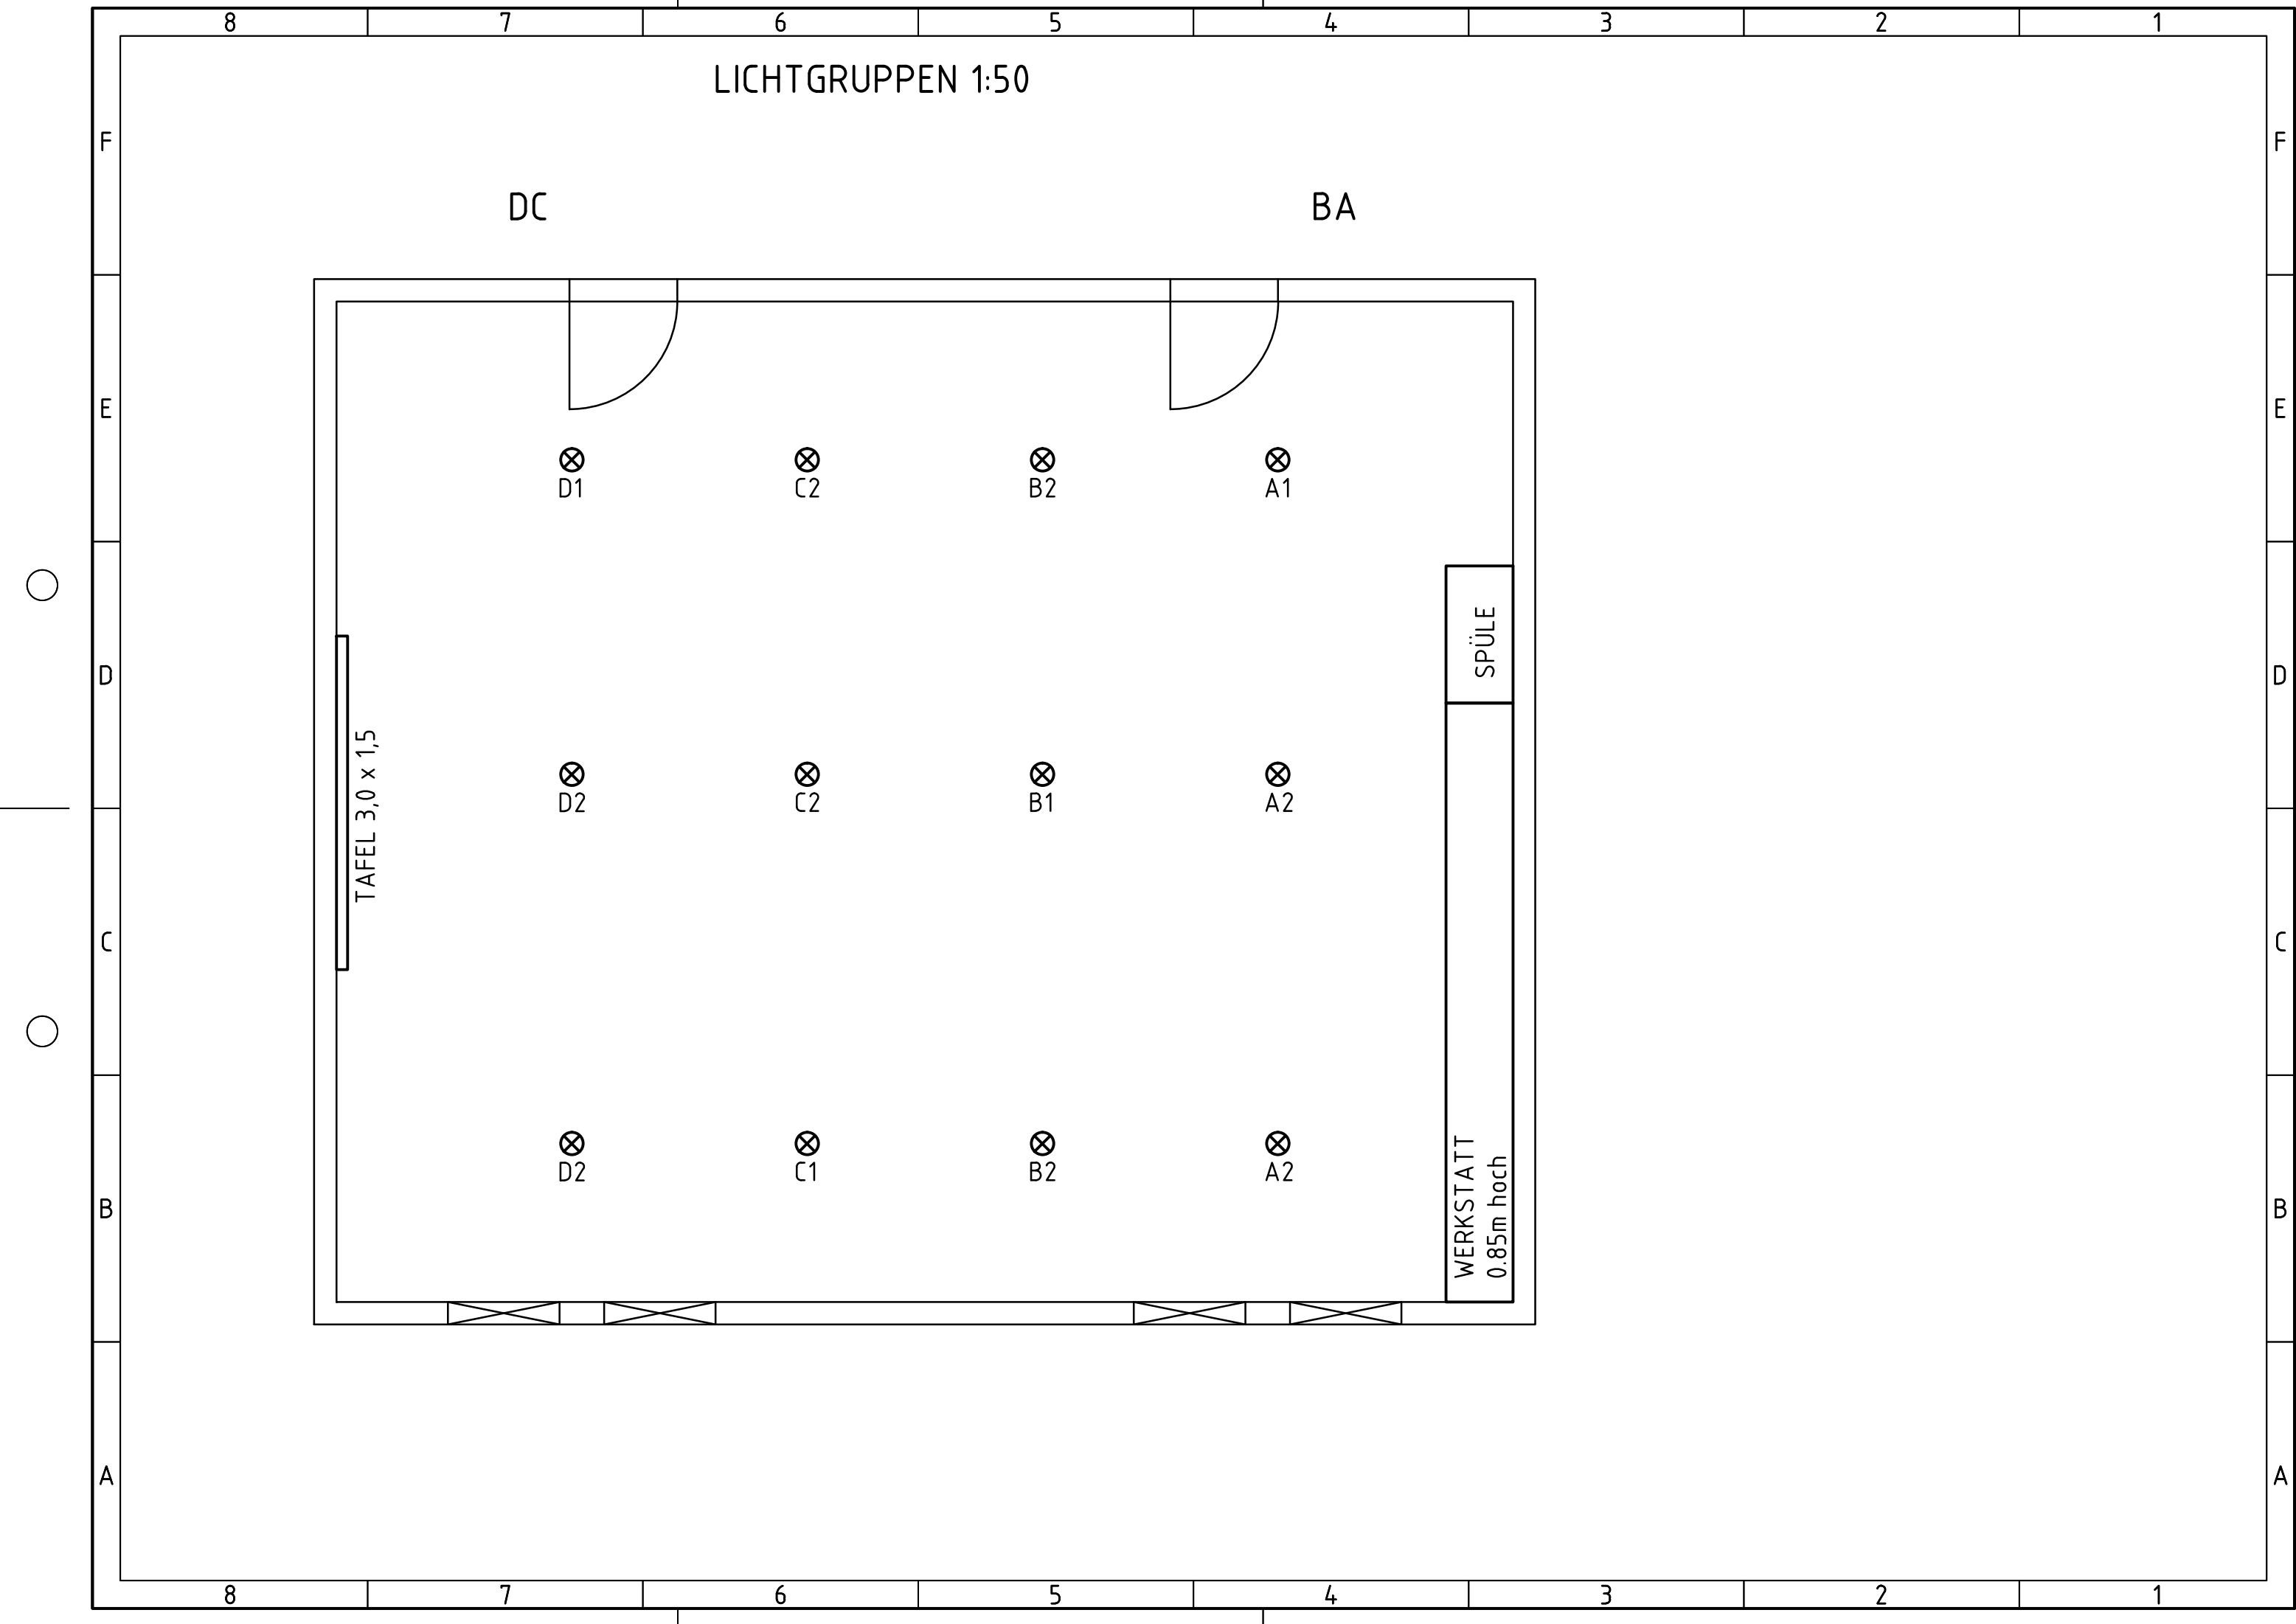 8 7 6 5 4 3 2 1
LICHTGRUPPEN 1:50
F F
DC BA
E E
D1 C2 B2 A1
SPÜLE
D D
TAFEL 3,0 x 1,5
D2 C2 B1 A2
C C
D2 C1 B2 A2
WERKSTATT
0.85m hoch
B B
A A
8 7 6 5 4 3 2 1